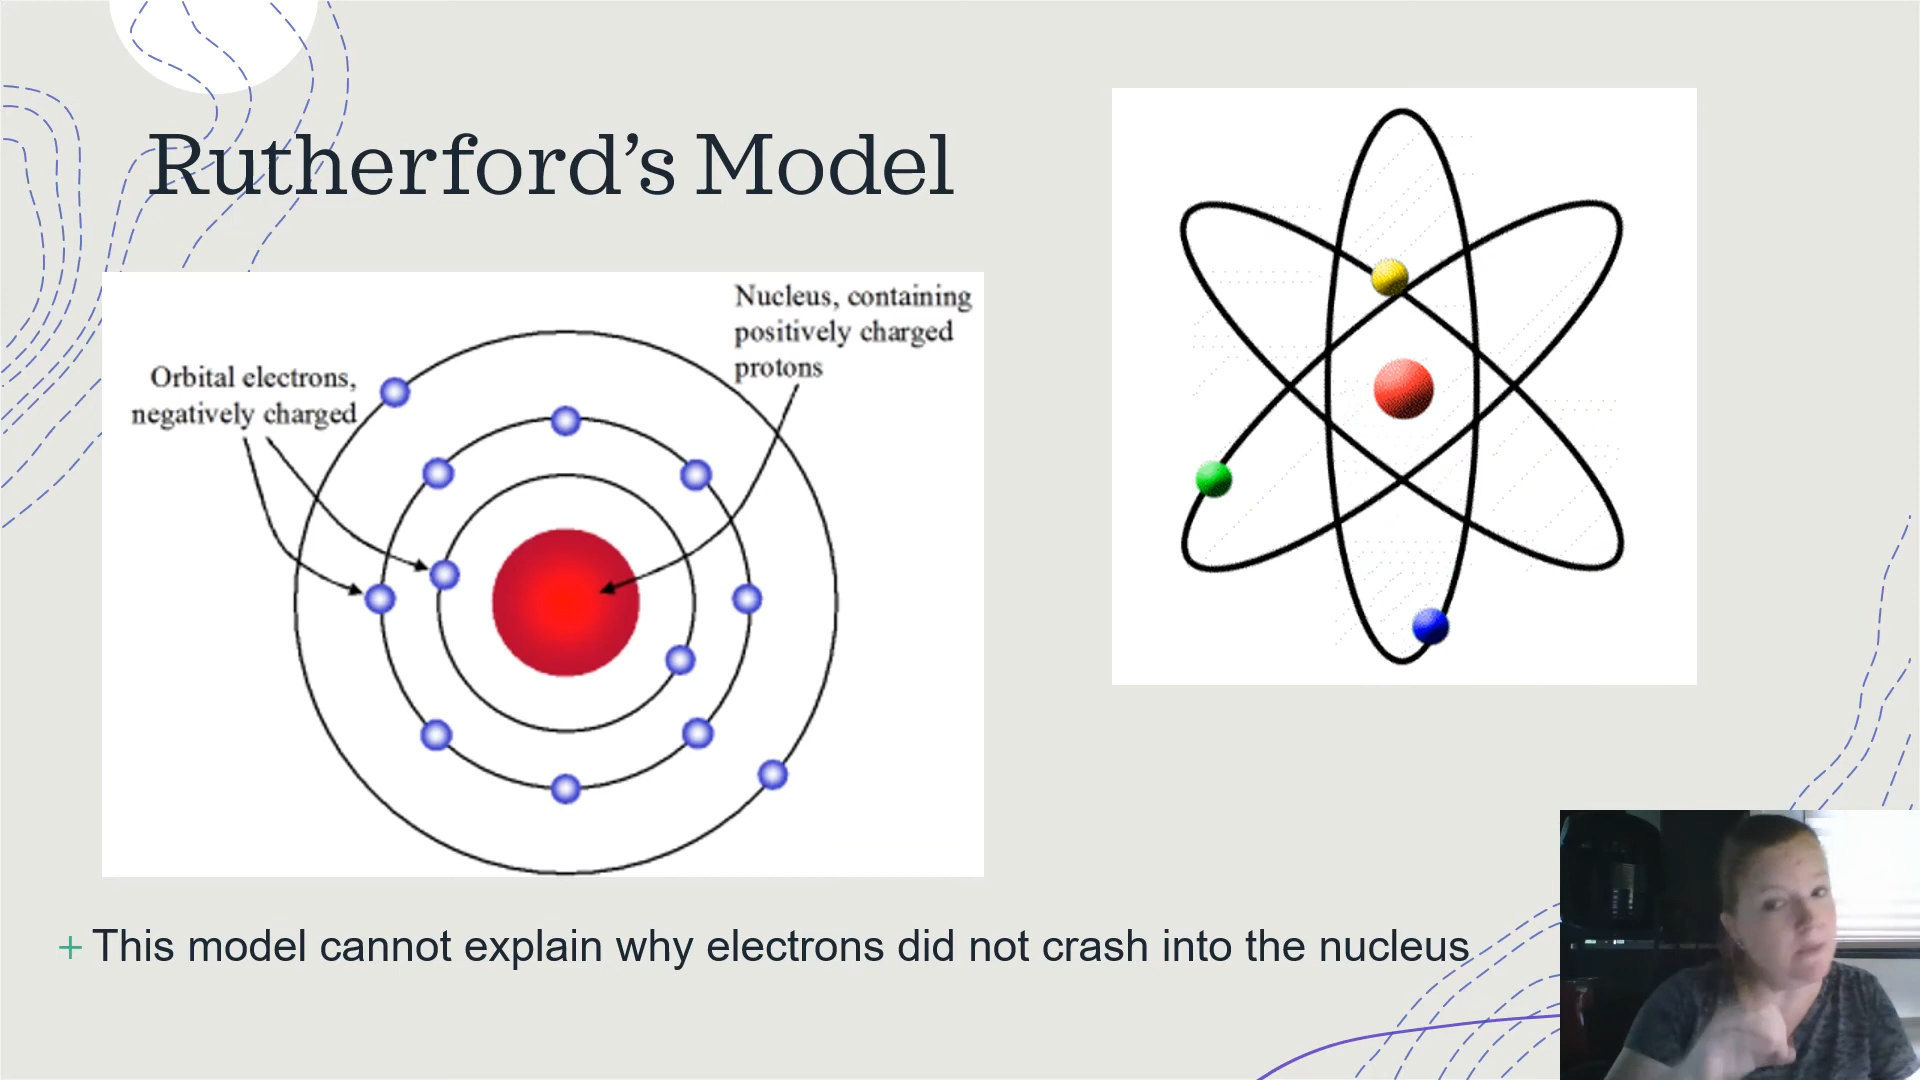 Rutherford’s Model
Nucleus, containing
positively charged
protons
Orbital electrons,
negatively charged
+ This model cannot explain why electrons did not crash into the nucleus